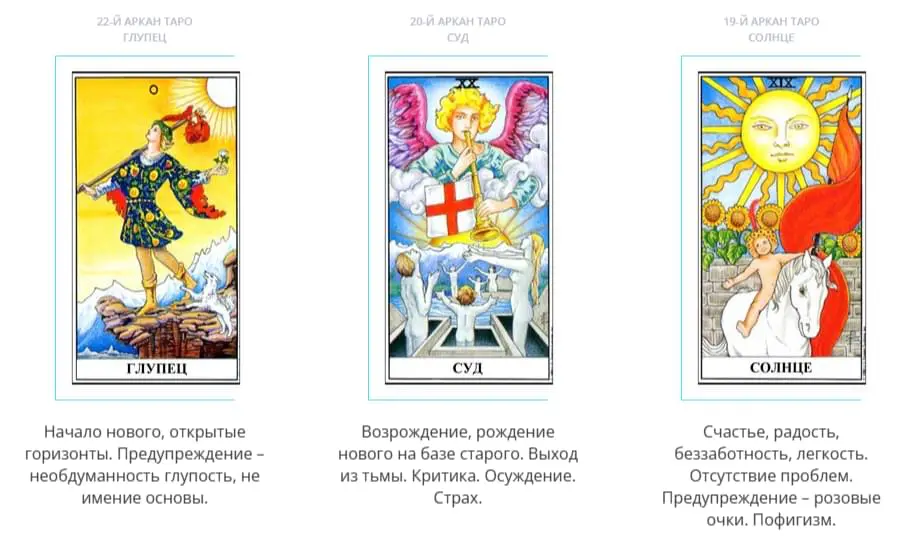 22-Й АРКАН ТАРО
ГЛУПЕЦ
0
ГЛУПЕЦ
Начало нового, открытые
горизонты. Предупреждение –
необдуманность глупость, не
имение основы.
20-Й АРКАН ТАРО
СУД
XX
СУД
Возрождение, рождение
нового на базе старого. Выход
из тьмы. Критика. Осуждение.
Страх.
19-Й АРКАН ТАРО
СОЛНЦЕ
XIX
СОЛНЦЕ
Счастье, радость,
беззаботность, легкость.
Отсутствие проблем.
Предупреждение – розовые
очки. Пофигизм.